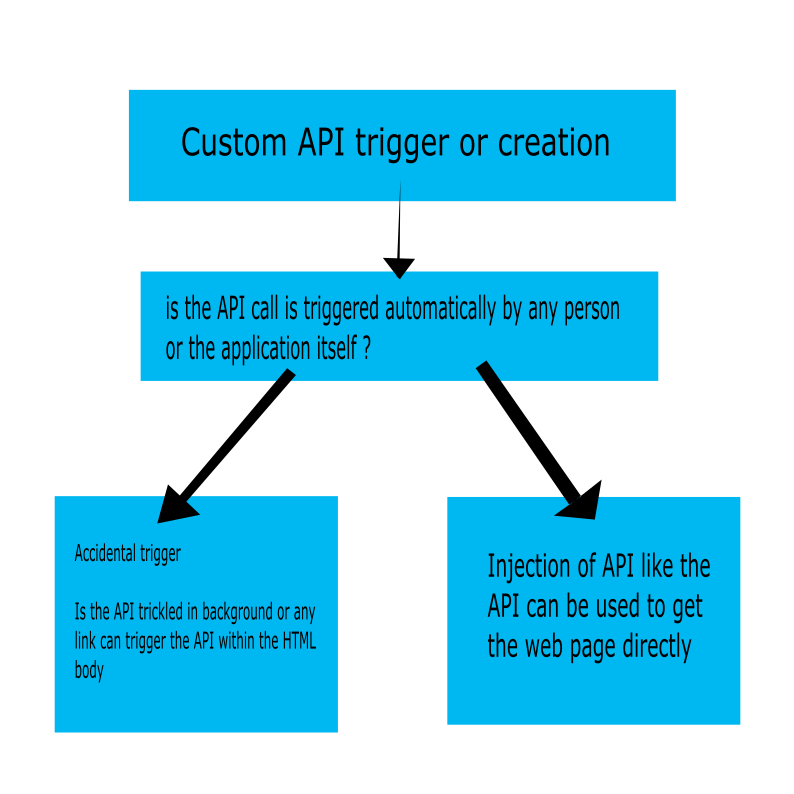 Custom API trigger or creation
is the API call is triggered automatically by any person
or the application itself ?
Accidental trigger
Is the API trickled in background or any
link can trigger the API within the HTML
body
Injection of API like the
API can be used to get
the web page directly